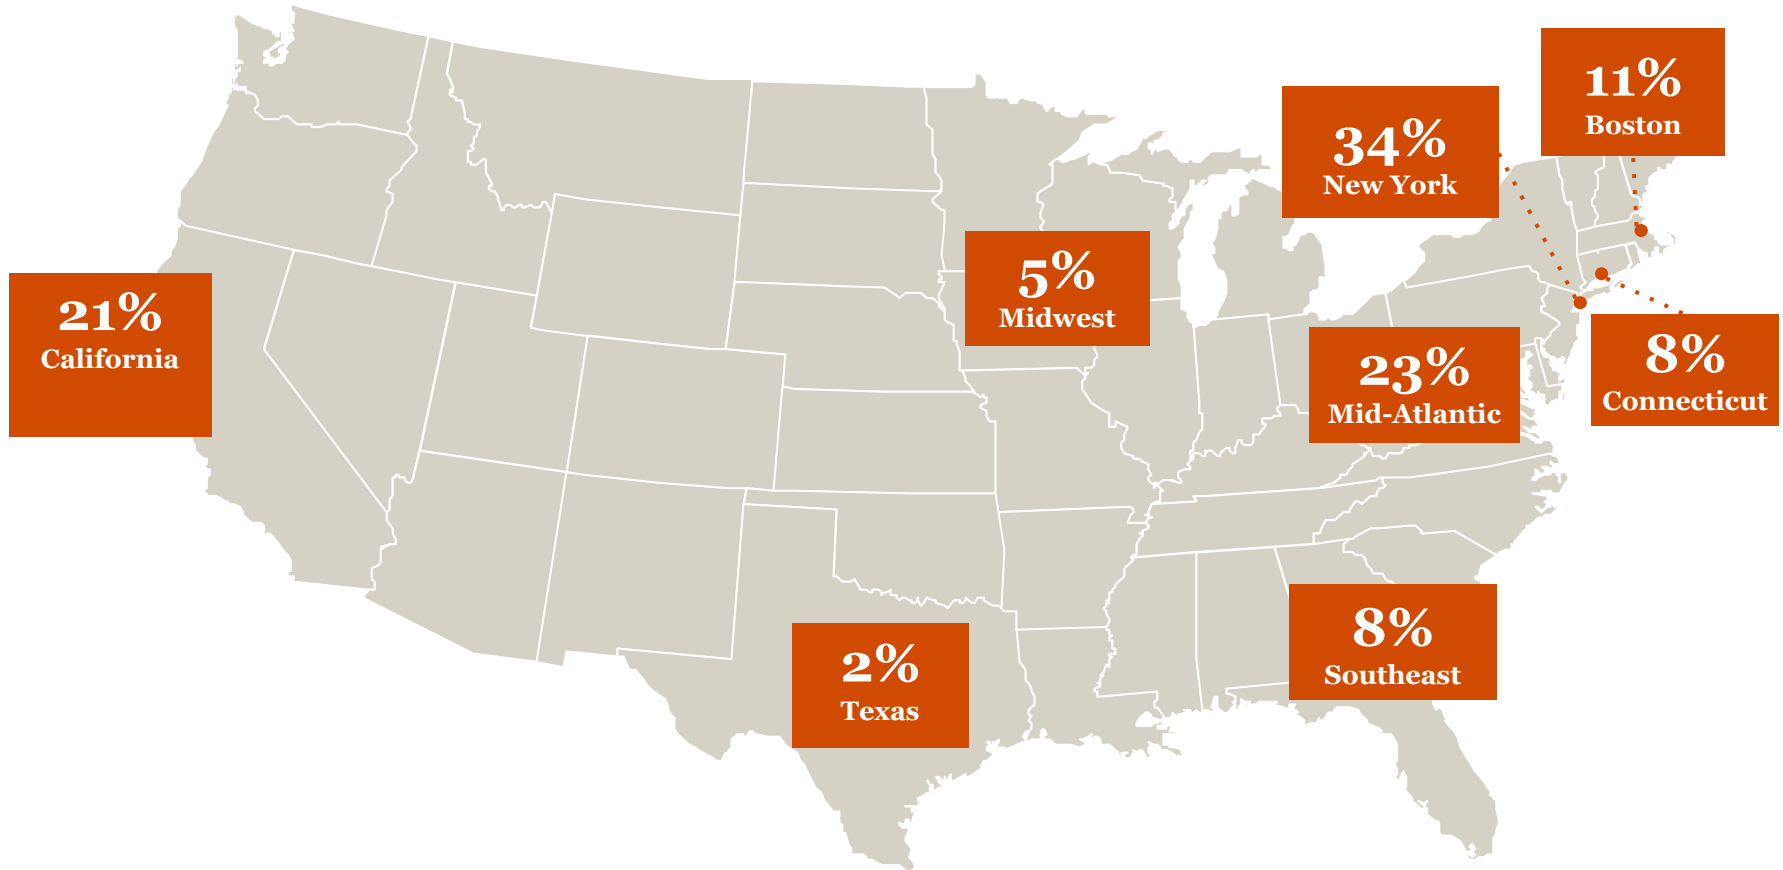 11%
Boston
34%
New York
5%
Midwest
21%
California
23%
Mid-Atlantic
8%
Connecticut
8%
Southeast
2%
Texas